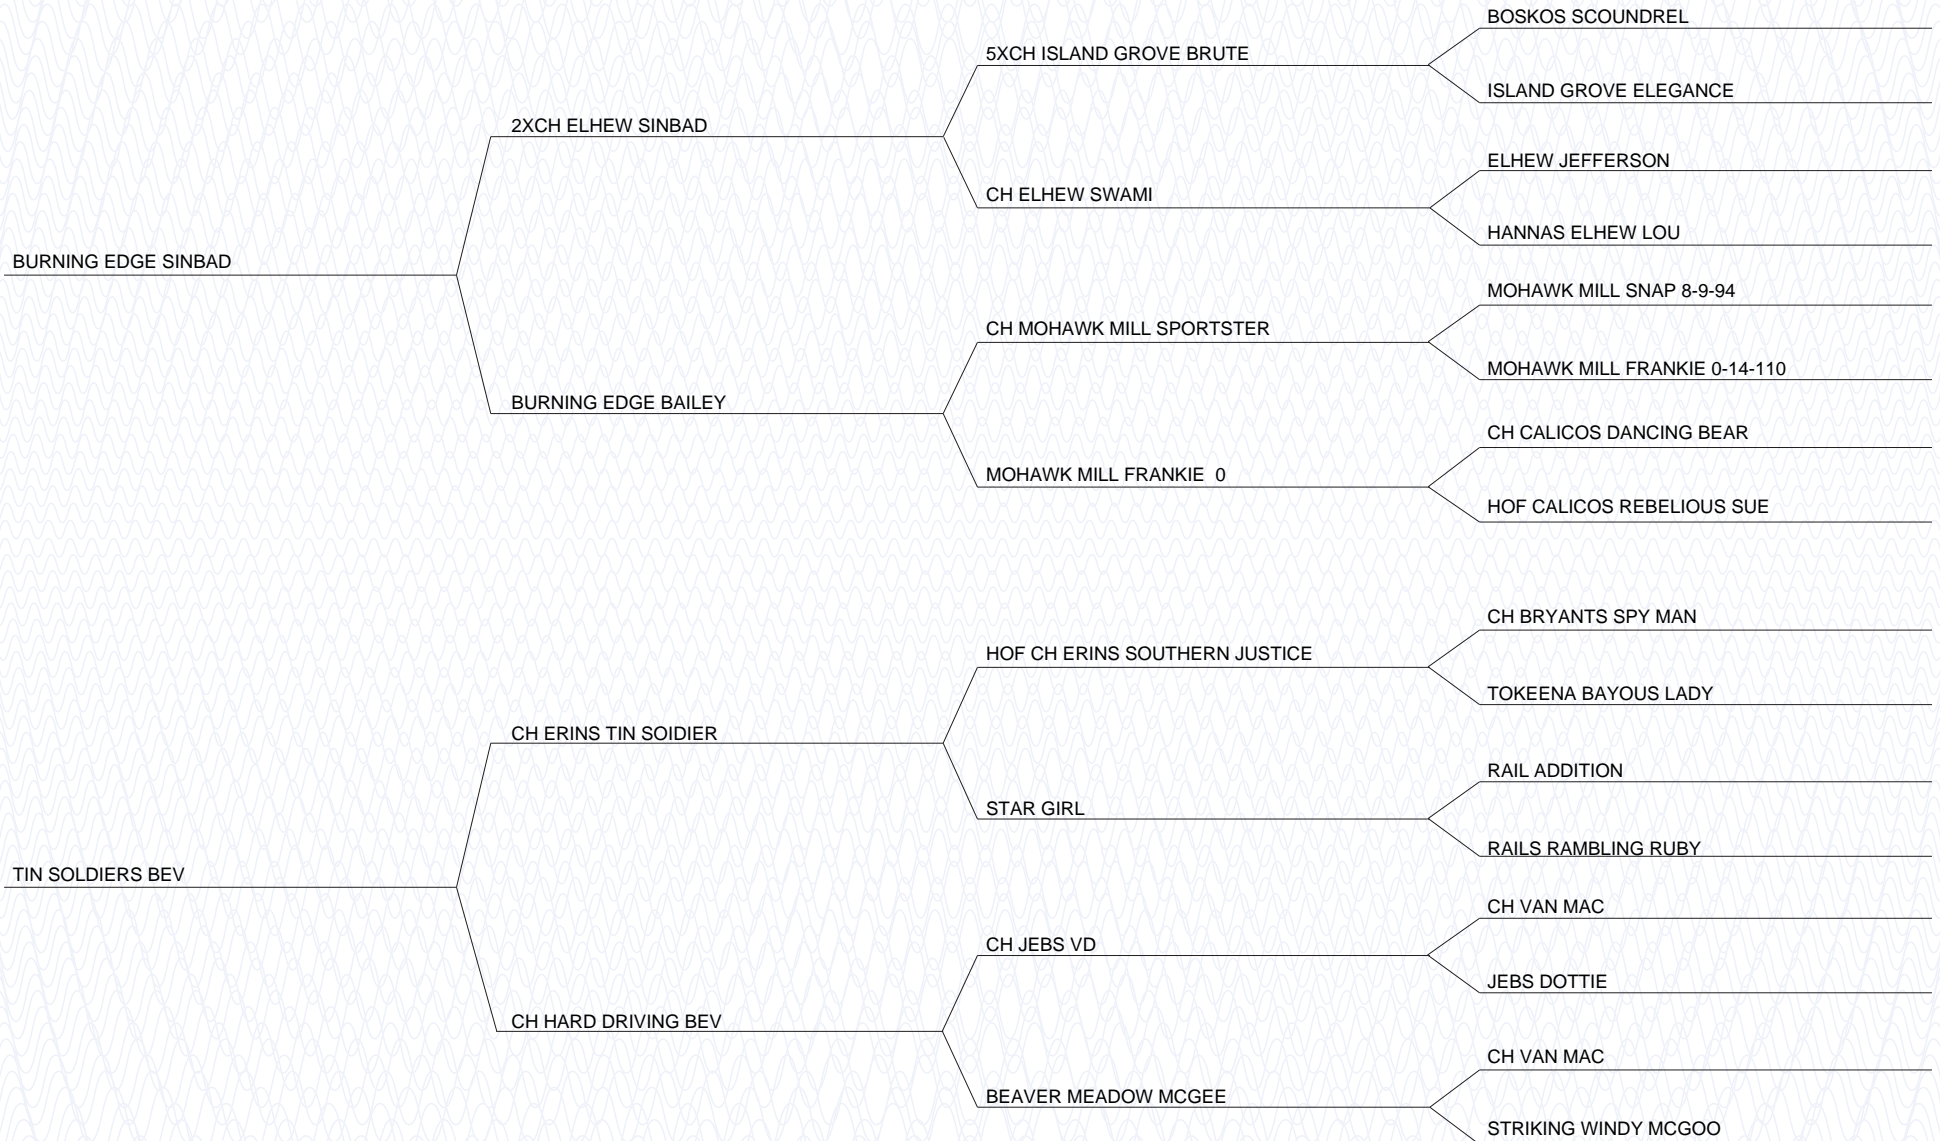 BOSKOS SCOUNDREL
5XCH ISLAND GROVE BRUTE
ISLAND GROVE ELEGANCE
2XCH ELHEW SINBAD
ELHEW JEFFERSON
CH ELHEW SWAMI
HANNAS ELHEW LOU
BURNING EDGE SINBAD
MOHAWK MILL SNAP 8-9-94
CH MOHAWK MILL SPORTSTER
MOHAWK MILL FRANKIE 0-14-110
BURNING EDGE BAILEY
CH CALICOS DANCING BEAR
MOHAWK MILL FRANKIE  0
HOF CALICOS REBELIOUS SUE
CH BRYANTS SPY MAN
HOF CH ERINS SOUTHERN JUSTICE
TOKEENA BAYOUS LADY
CH ERINS TIN SOIDIER
RAIL ADDITION
STAR GIRL
RAILS RAMBLING RUBY
TIN SOLDIERS BEV
CH VAN MAC
CH JEBS VD
JEBS DOTTIE
CH HARD DRIVING BEV
CH VAN MAC
BEAVER MEADOW MCGEE
STRIKING WINDY MCGOO